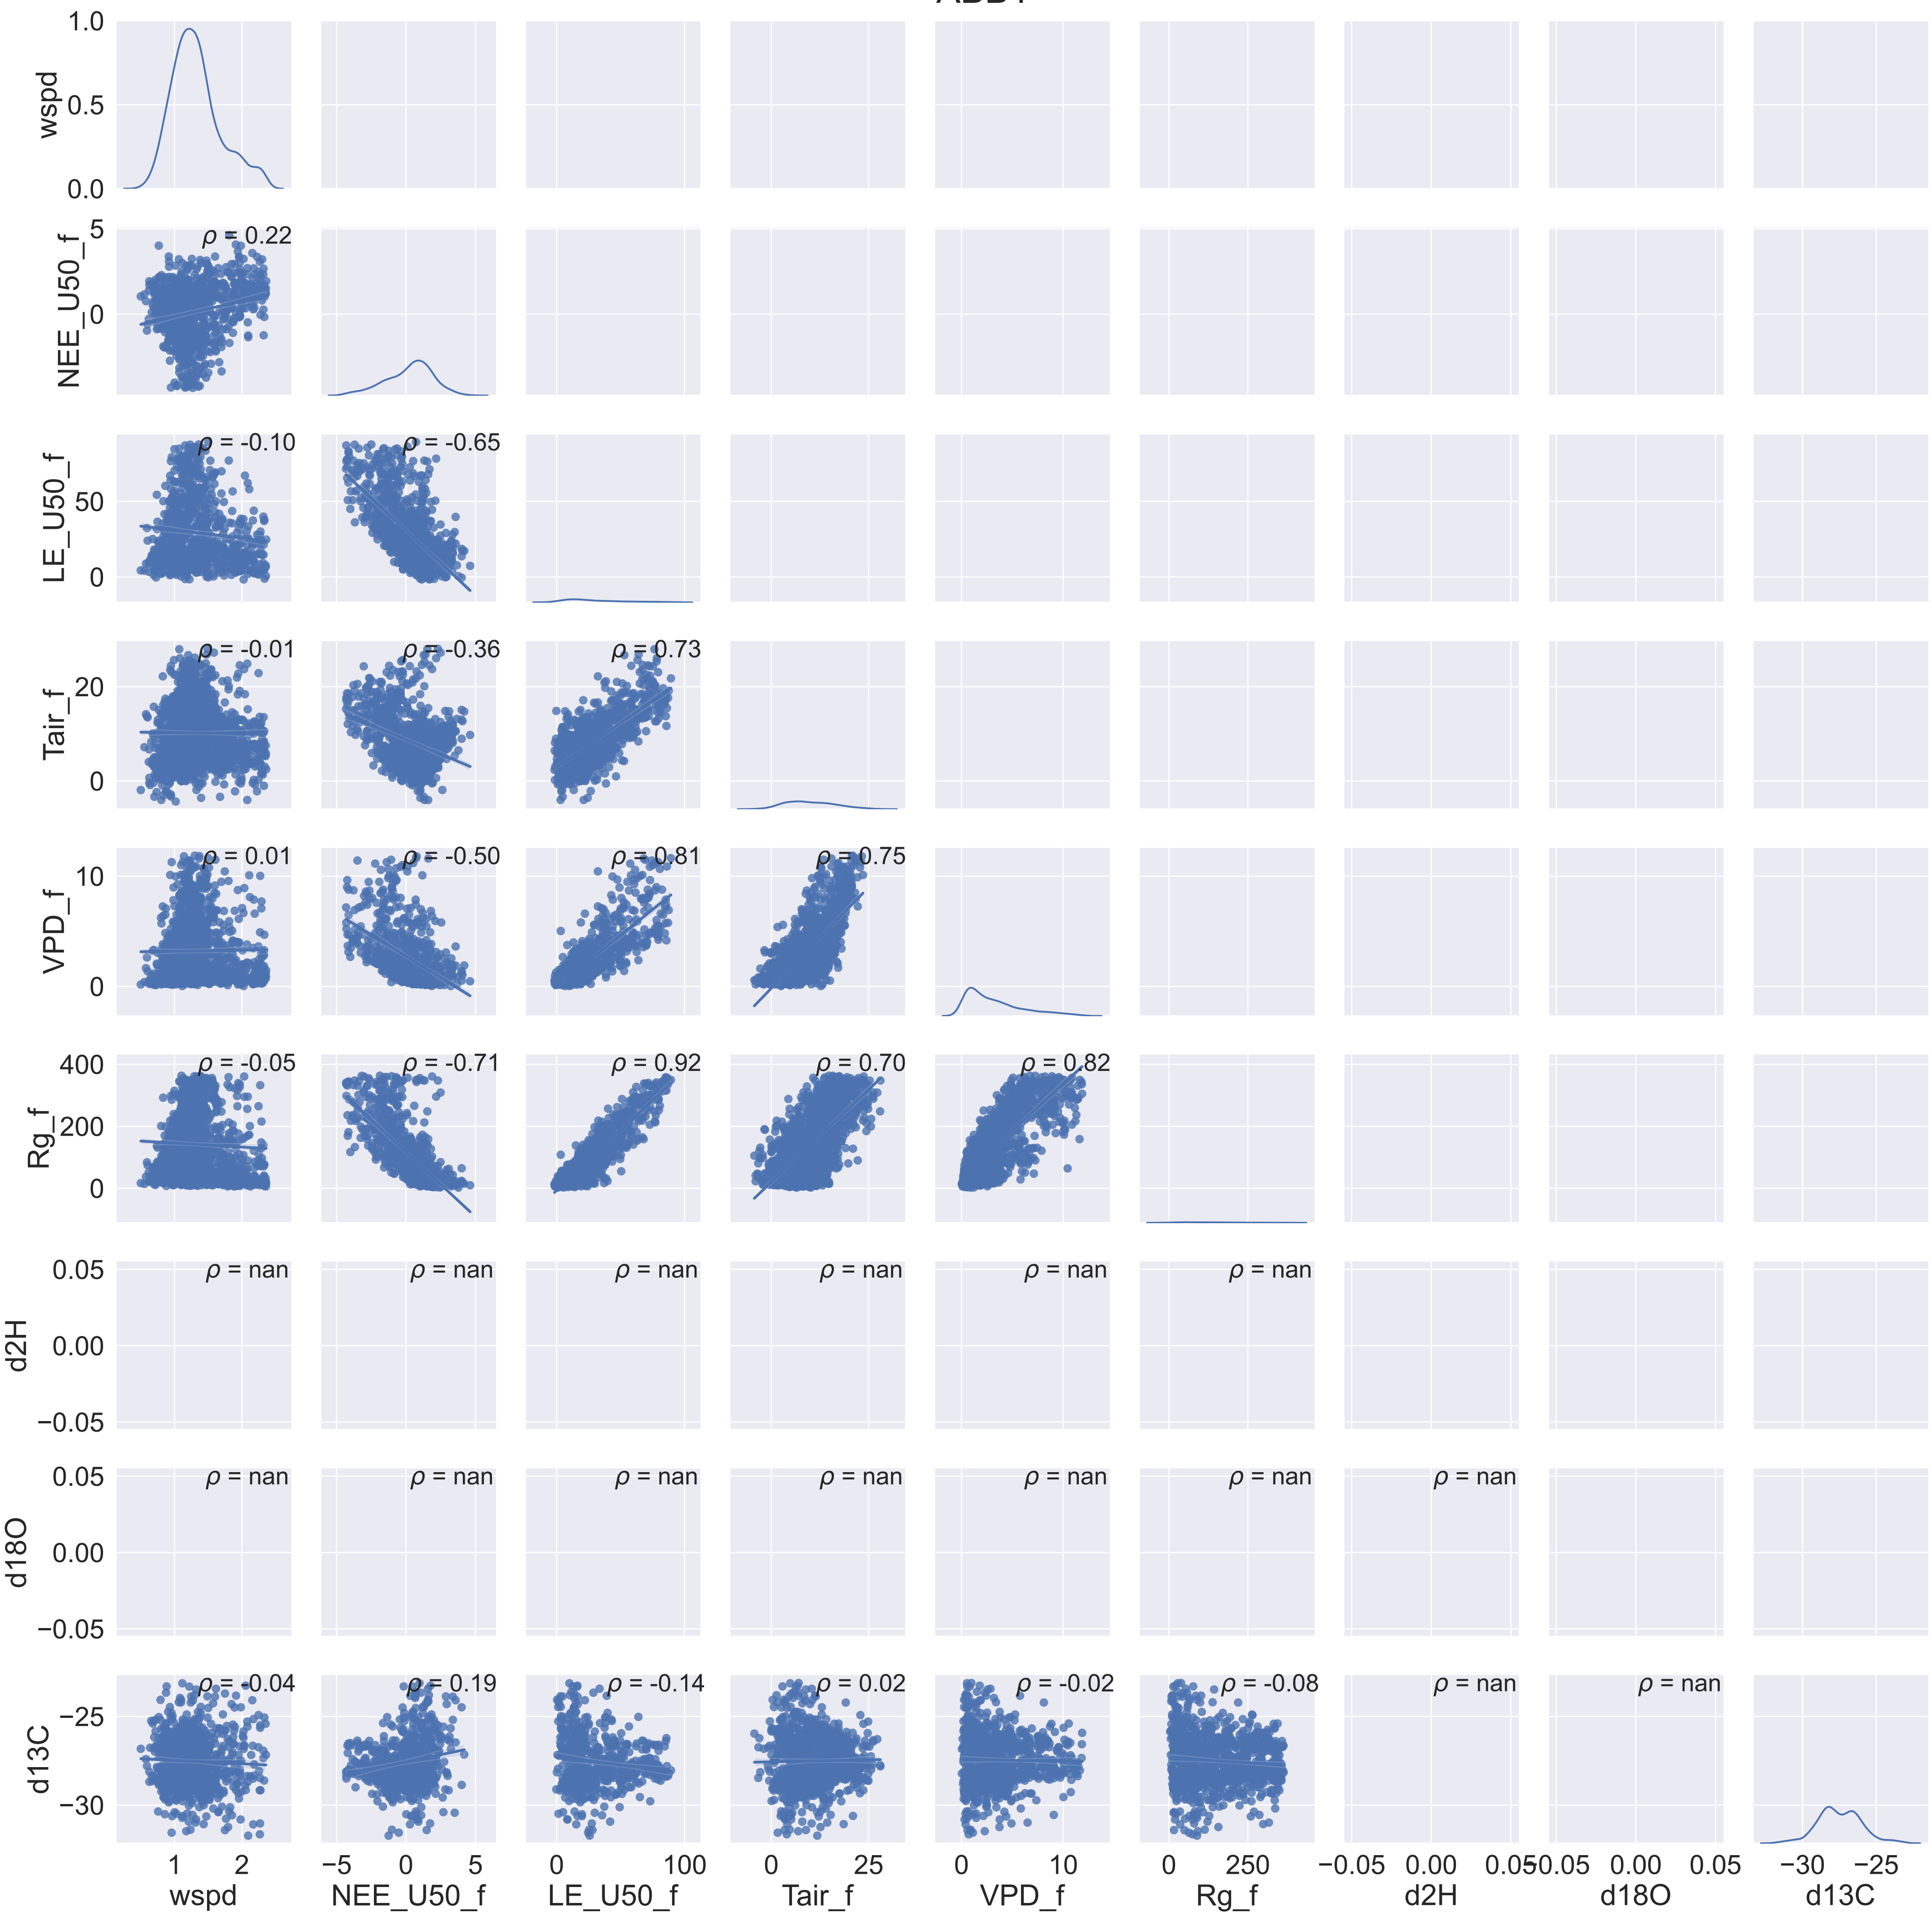 1.0
0.5
0.0
wspd
ρ = 0.22
5
0
NEE_U50_f
ρ = -0.10
ρ = -0.65
50
0
LE_U50_f
ρ = -0.01
ρ = -0.36
ρ = 0.73
20
0
Tair_f
ρ = 0.01
ρ = -0.50
ρ = 0.81
ρ = 0.75
10
0
VPD_f
ρ = -0.05
ρ = -0.71
ρ = 0.92
ρ = 0.70
ρ = 0.82
400
200
0
Rg_f
ρ = nan
ρ = nan
ρ = nan
ρ = nan
ρ = nan
ρ = nan
0.05
0.00
−0.05
d2H
ρ = nan
ρ = nan
ρ = nan
ρ = nan
ρ = nan
ρ = nan
ρ = nan
0.05
0.00
−0.05
d18O
ρ = -0.04
ρ = 0.19
ρ = -0.14
ρ = 0.02
ρ = -0.02
ρ = -0.08
ρ = nan
ρ = nan
−25
−30
d13C
1 2
−5 0 5
0 100
0 25
0 10
0 250
−0.05 0.00 0.05
−0.05 0.00 0.05
−30 −25
wspd
NEE_U50_f
LE_U50_f
Tair_f
VPD_f
Rg_f
d2H
d18O
d13C